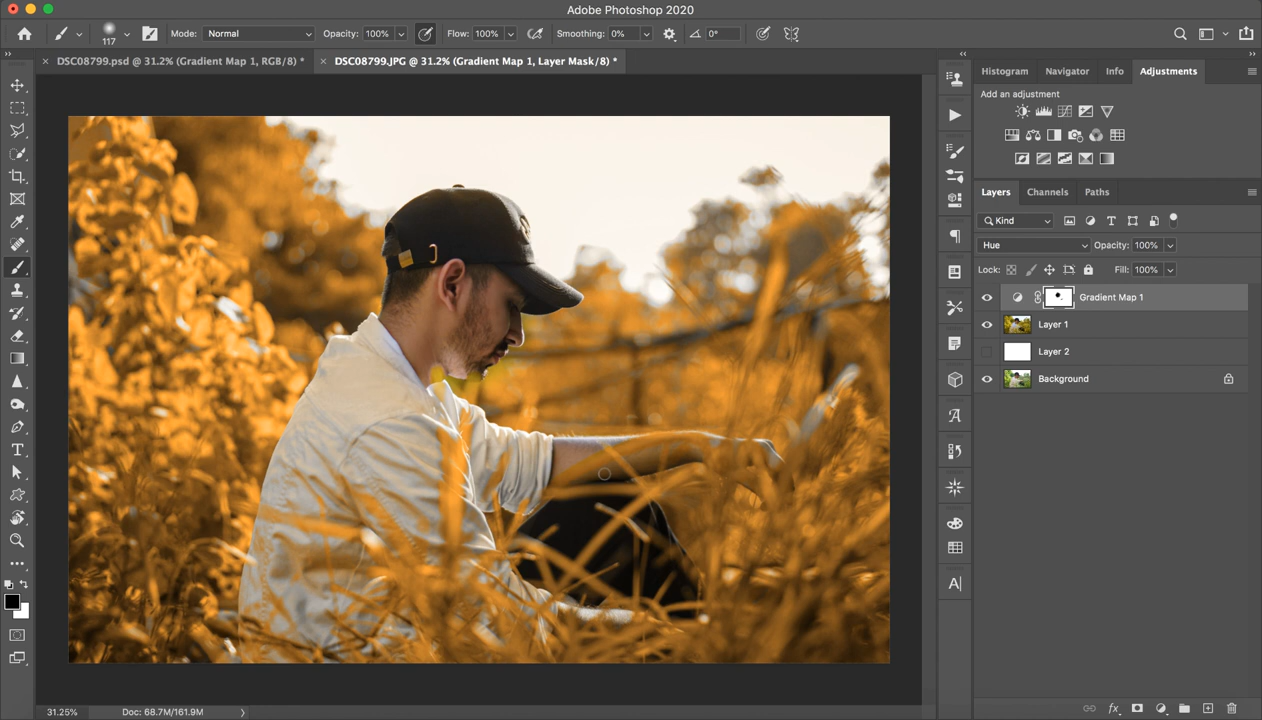 Adobe Photoshop 2020
117 Mode: Normal Opacity: 100% Flow: 100% Smoothing: 0% 0°
DSC08799.psd @ 31.2% (Gradient Map 1, RGB/8) * DSC08799.JPG @ 31.2% (Gradient Map 1, Layer Mask/8) *
Histogram Navigator Info Adjustments
Add an adjustment
Layers Channels Paths
Kind
Hue Opacity: 100%
Lock: Fill: 100%
Gradient Map 1
Layer 1
Layer 2
Background
31.25% Doc: 68.7M/161.9M